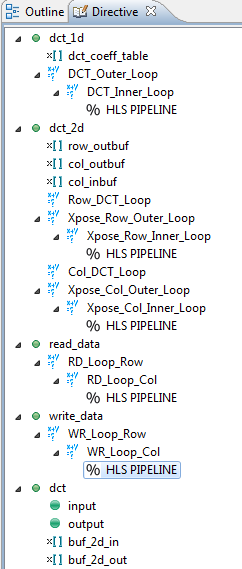 Outline Directive
dct_1d
dct_coeff_table
DCT_Outer_Loop
DCT_Inner_Loop
% HLS PIPELINE
dct_2d
row_outbuf
col_outbuf
col_inbuf
Row_DCT_Loop
Xpose_Row_Outer_Loop
Xpose_Row_Inner_Loop
% HLS PIPELINE
Col_DCT_Loop
Xpose_Col_Outer_Loop
Xpose_Col_Inner_Loop
% HLS PIPELINE
read_data
RD_Loop_Row
RD_Loop_Col
% HLS PIPELINE
write_data
WR_Loop_Row
WR_Loop_Col
% HLS PIPELINE
dct
input
output
buf_2d_in
buf_2d_out